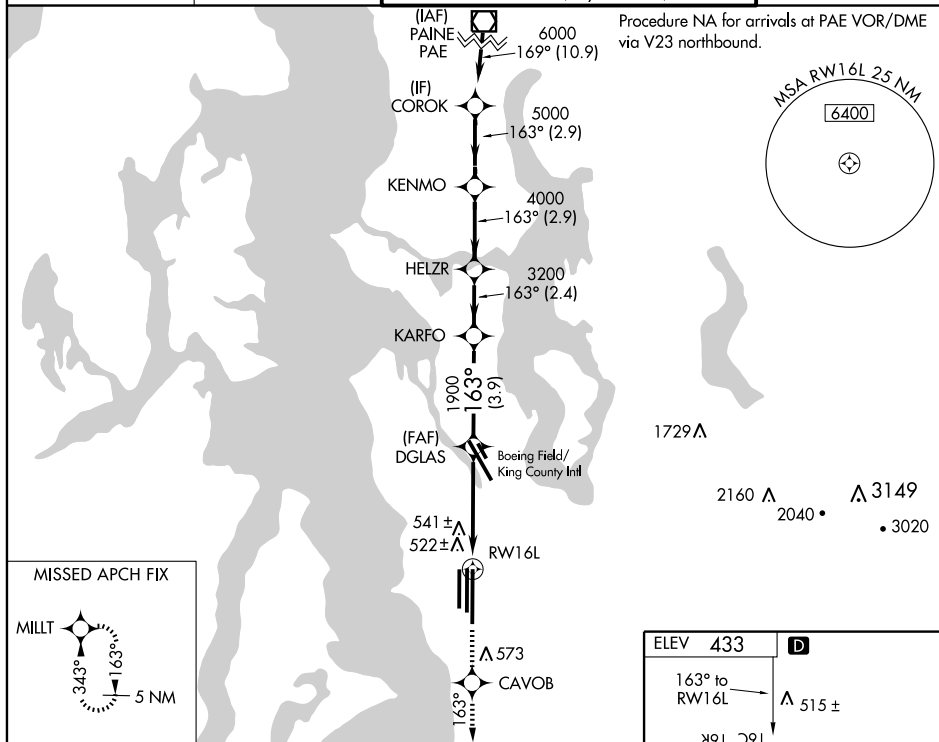 (IAF)
PAINE
PAE
6000
169° (10.9)
Procedure NA for arrivals at PAE VOR/DME
via V23 northbound.
MSA RW16L 25 NM
6400
(IF)
COROK
5000
163° (2.9)
KENMO
4000
163° (2.9)
HELZR
3200
163° (2.4)
KARFO
1900
163°
(3.9)
(FAF)
DGLAS
Boeing Field/
King County Intl
1729
2160
2040
3149
3020
541 ±
522 ±
RW16L
MISSED APCH FIX
MILLT
343°
163°
5 NM
573
CAVOB
163°
ELEV 433
D
163° to
RW16L
515 ±